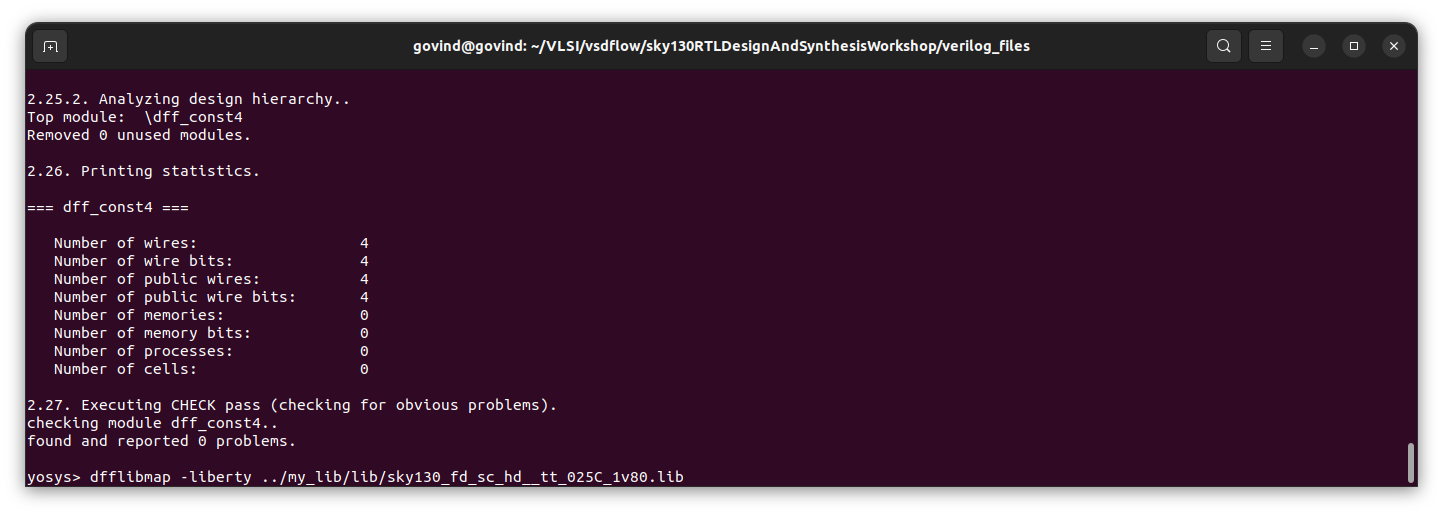 govind@govind: ~/VLSI/vsdflow/sky130RTLDesignAndSynthesisWorkshop/verilog_files
2.25.2. Analyzing design hierarchy..
Top module:  \dff_const4
Removed 0 unused modules.
2.26. Printing statistics.
=== dff_const4 ===
   Number of wires:                  4
   Number of wire bits:              4
   Number of public wires:           4
   Number of public wire bits:       4
   Number of memories:               0
   Number of memory bits:            0
   Number of processes:              0
   Number of cells:                  0
2.27. Executing CHECK pass (checking for obvious problems).
checking module dff_const4..
found and reported 0 problems.
yosys> dfflibmap -liberty ../my_lib/lib/sky130_fd_sc_hd__tt_025C_1v80.lib